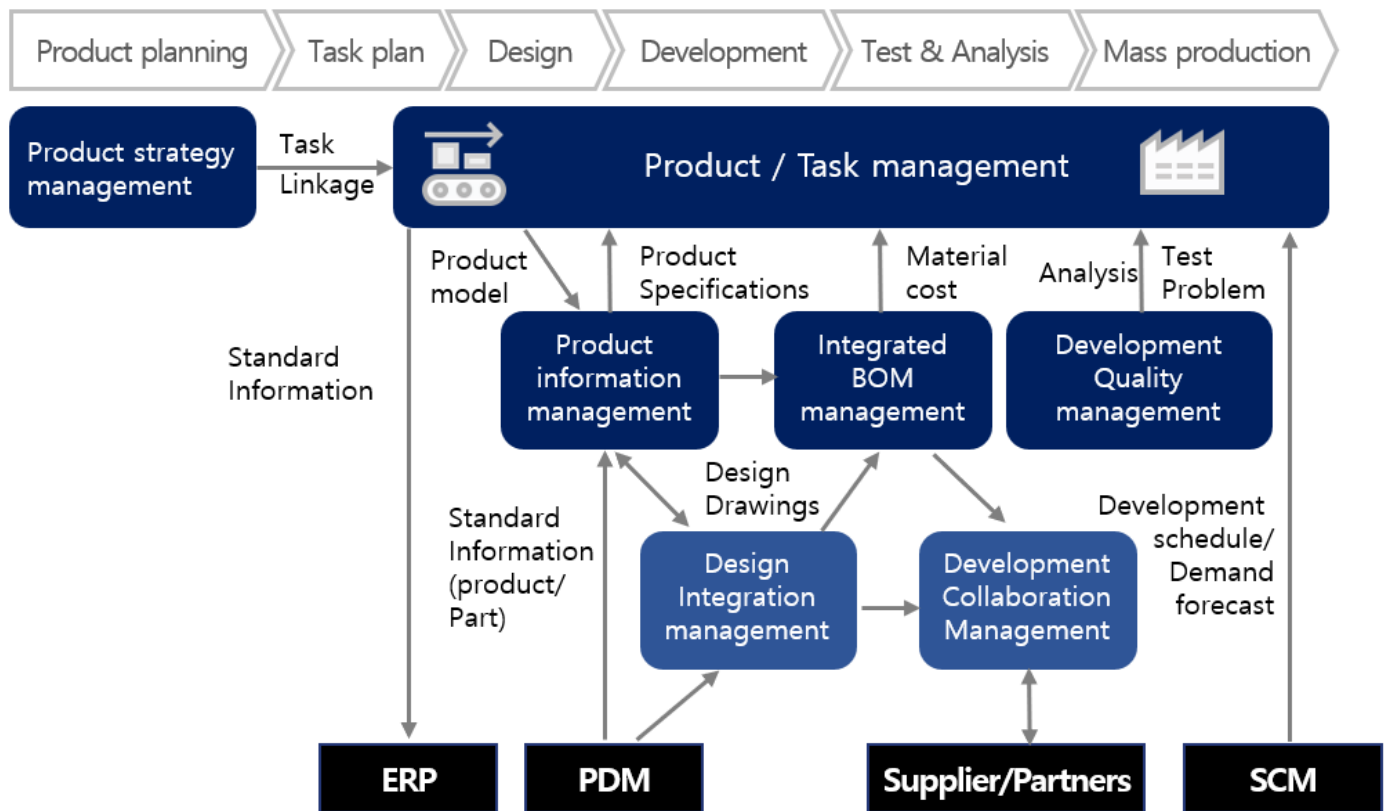 Product planning
Task plan
Design
Development
Test & Analysis
Mass production
Product strategy
management
Task
Linkage
Product / Task management
Product
model
Product
Specifications
Material
cost
Analysis
Test
Problem
Standard
Information
Product
information
management
Integrated
BOM
management
Development
Quality
management
Design
Drawings
Standard
Information
(product/
Part)
Development
schedule/
Demand
forecast
Design
Integration
management
Development
Collaboration
Management
ERP
PDM
Supplier/Partners
SCM